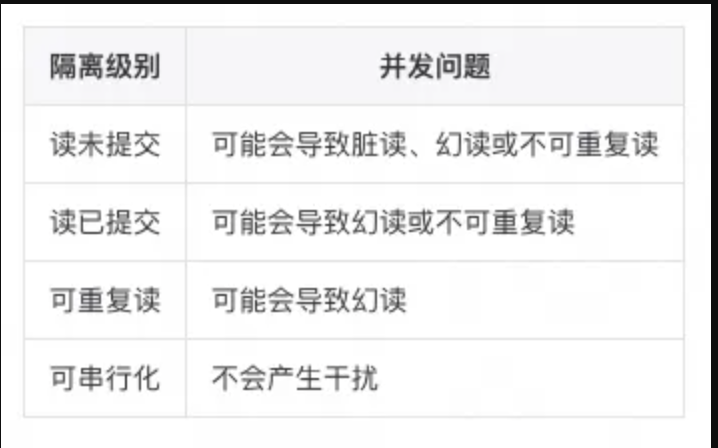 隔离级别 并发问题
读未提交 可能会导致脏读、幻读或不可重复读
读已提交 可能会导致幻读或不可重复读
可重复读 可能会导致幻读
可串行化 不会产生干扰